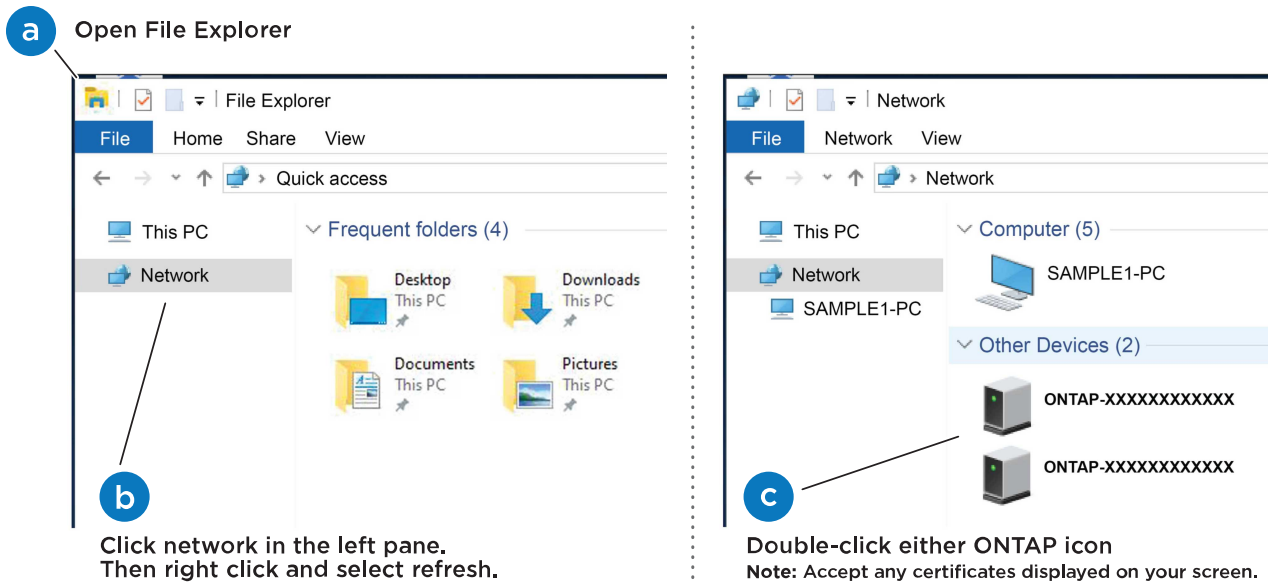 a Open File Explorer
File Explorer
File Home Share View
Quick access
This PC
Network
Frequent folders (4)
Desktop
This PC
Downloads
This PC
Documents
This PC
Pictures
This PC
b
Click network in the left pane.
Then right click and select refresh.
Network
File Network View
Network
This PC
Network
SAMPLE1-PC
Computer (5)
SAMPLE1-PC
Other Devices (2)
ONTAP-XXXXXXXXXXXX
ONTAP-XXXXXXXXXXXX
c
Double-click either ONTAP icon
Note: Accept any certificates displayed on your screen.